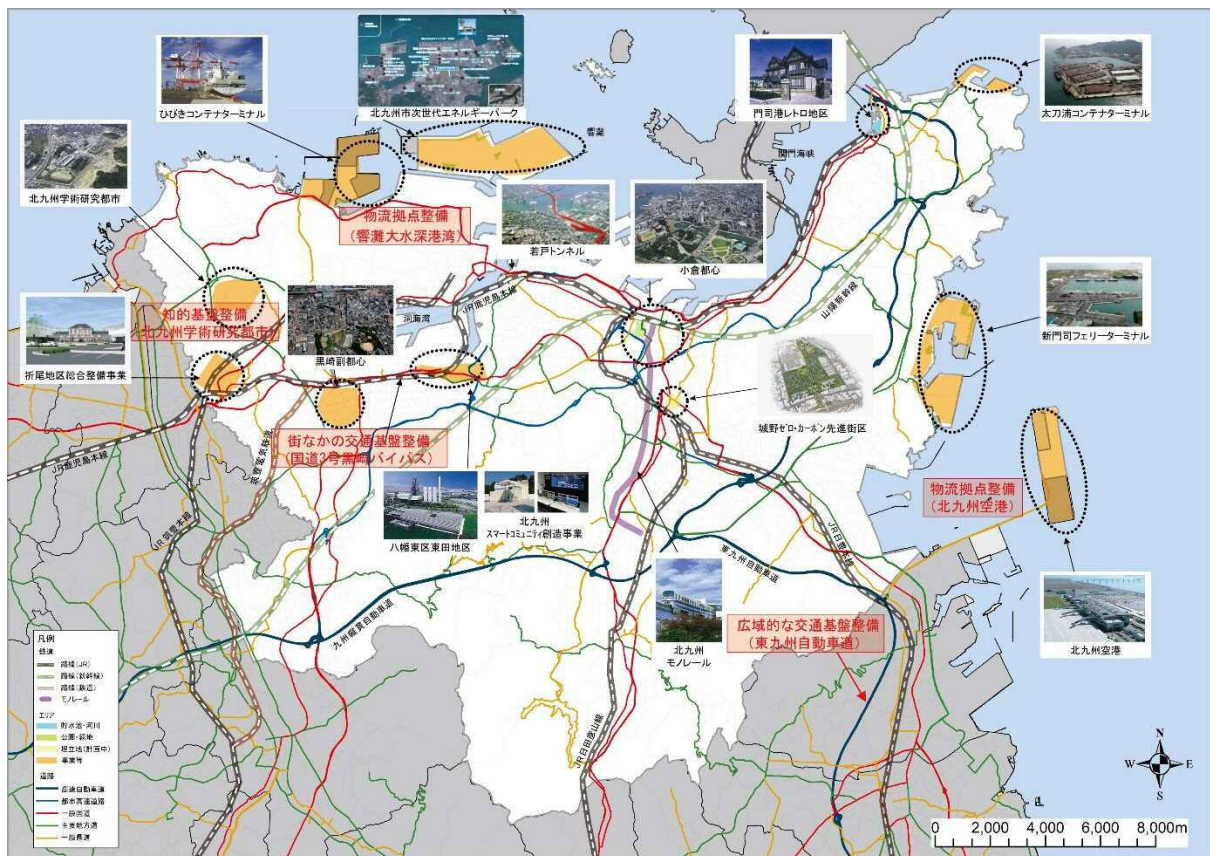 ひびきコンテナターミナル
北九州市次世代エネルギーパーク
響灘
門司港レトロ地区
太刀浦コンテナターミナル
関門海峡
北九州学術研究都市
物流拠点整備
(響灘大水深港湾)
若戸トンネル
小倉都心
山陽新幹線
JR鹿児島本線
洞海湾
知的基盤整備
北九州学術研究都市
黒崎副都心
新門司フェリーターミナル
折尾地区総合整備事業
城野ゼロ・カーボン先進街区
街なかの交通基盤整備
(国道3号黒崎バイパス)
JR鹿児島本線
筑豊電気鉄道
物流拠点整備
(北九州空港)
八幡東区東田地区
北九州
スマートコミュニティ創造事業
JR筑豊本線
東九州自動車道
JR日豊本線
九州縦貫自動車道
北九州
モノレール
広域的な交通基盤整備
(東九州自動車道)
北九州空港
JR日田彦山線
凡例
鉄道
路線(JR)
路線(新幹線)
路線(鉄道)
モノレール
エリア
貯水池・河川
公園・緑地
埋立地(計画中)
事業等
道路
高速自動車道
都市高速道路
一般国道
主要地方道
一般県道
N
W
E
S
0 2,000 4,000 6,000 8,000m